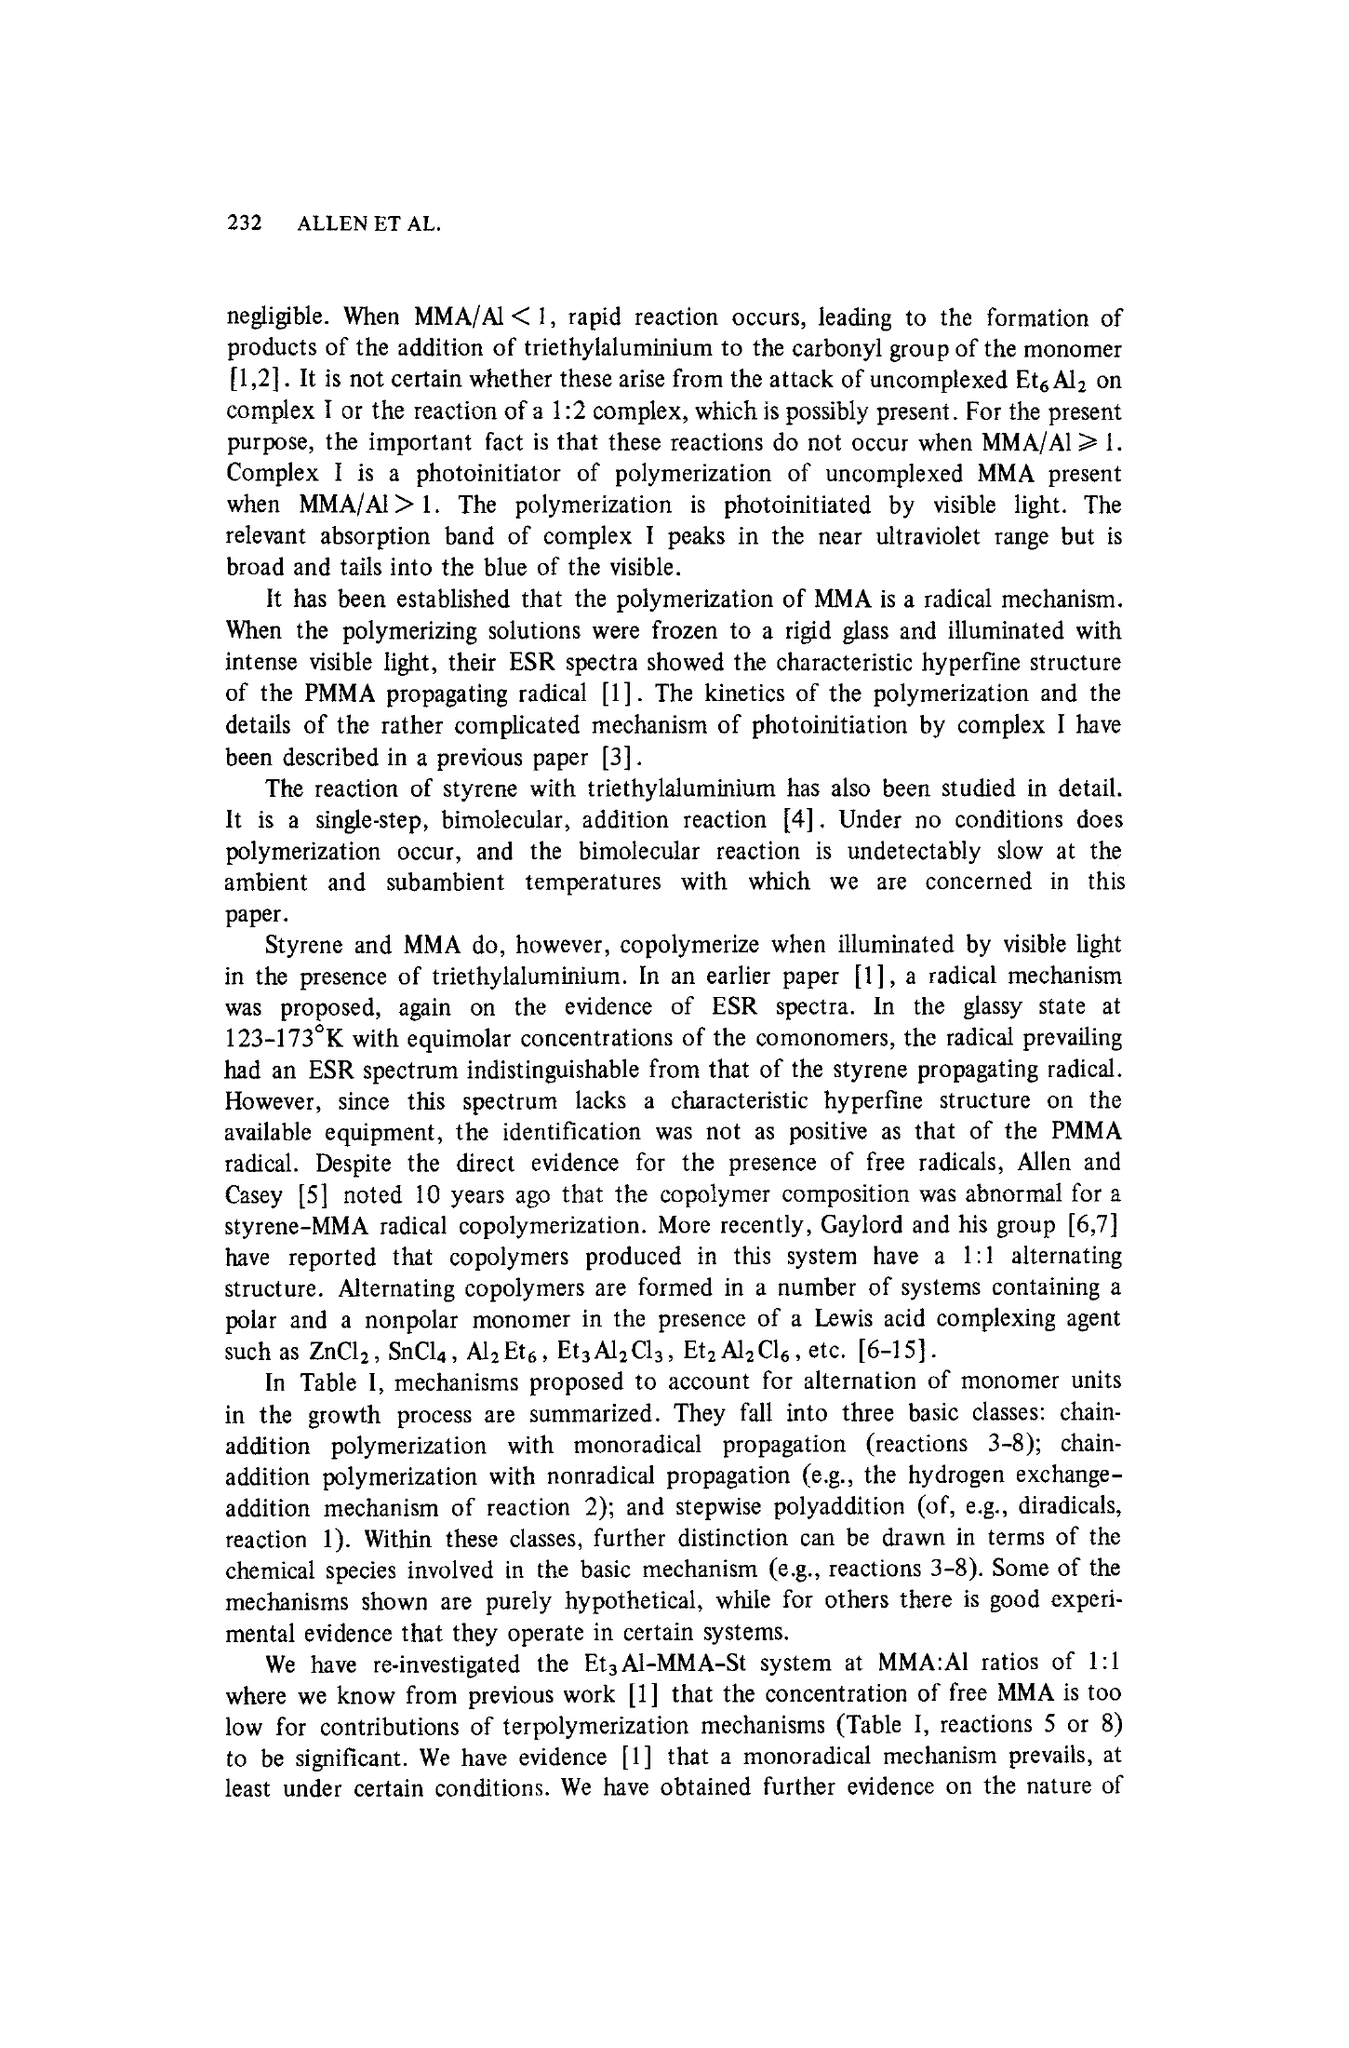 232 ALLEN ET AL.
negligible. When MMA/Al < 1, rapid reaction occurs, leading to the formation of
products of the addition of triethylaluminium to the carbonyl group of the monomer
[1,2]. It is not certain whether these arise from the attack of uncomplexed Et₆Al₂ on
complex I or the reaction of a 1:2 complex, which is possibly present. For the present
purpose, the important fact is that these reactions do not occur when MMA/Al ⩾ 1.
Complex I is a photoinitiator of polymerization of uncomplexed MMA present
when MMA/Al > 1. The polymerization is photoinitiated by visible light. The
relevant absorption band of complex I peaks in the near ultraviolet range but is
broad and tails into the blue of the visible.
It has been established that the polymerization of MMA is a radical mechanism.
When the polymerizing solutions were frozen to a rigid glass and illuminated with
intense visible light, their ESR spectra showed the characteristic hyperfine structure
of the PMMA propagating radical [1]. The kinetics of the polymerization and the
details of the rather complicated mechanism of photoinitiation by complex I have
been described in a previous paper [3].
The reaction of styrene with triethylaluminium has also been studied in detail.
It is a single-step, bimolecular, addition reaction [4]. Under no conditions does
polymerization occur, and the bimolecular reaction is undetectably slow at the
ambient and subambient temperatures with which we are concerned in this
paper.
Styrene and MMA do, however, copolymerize when illuminated by visible light
in the presence of triethylaluminium. In an earlier paper [1], a radical mechanism
was proposed, again on the evidence of ESR spectra. In the glassy state at
123-173°K with equimolar concentrations of the comonomers, the radical prevailing
had an ESR spectrum indistinguishable from that of the styrene propagating radical.
However, since this spectrum lacks a characteristic hyperfine structure on the
available equipment, the identification was not as positive as that of the PMMA
radical. Despite the direct evidence for the presence of free radicals, Allen and
Casey [5] noted 10 years ago that the copolymer composition was abnormal for a
styrene-MMA radical copolymerization. More recently, Gaylord and his group [6,7]
have reported that copolymers produced in this system have a 1:1 alternating
structure. Alternating copolymers are formed in a number of systems containing a
polar and a nonpolar monomer in the presence of a Lewis acid complexing agent
such as ZnCl₂, SnCl₄, Al₂Et₆, Et₃Al₂Cl₃, Et₂Al₂Cl₆, etc. [6-15].
In Table I, mechanisms proposed to account for alternation of monomer units
in the growth process are summarized. They fall into three basic classes: chain-
addition polymerization with monoradical propagation (reactions 3-8); chain-
addition polymerization with nonradical propagation (e.g., the hydrogen exchange-
addition mechanism of reaction 2); and stepwise polyaddition (of, e.g., diradicals,
reaction 1). Within these classes, further distinction can be drawn in terms of the
chemical species involved in the basic mechanism (e.g., reactions 3-8). Some of the
mechanisms shown are purely hypothetical, while for others there is good experi-
mental evidence that they operate in certain systems.
We have re-investigated the Et₃Al-MMA-St system at MMA:Al ratios of 1:1
where we know from previous work [1] that the concentration of free MMA is too
low for contributions of terpolymerization mechanisms (Table I, reactions 5 or 8)
to be significant. We have evidence [1] that a monoradical mechanism prevails, at
least under certain conditions. We have obtained further evidence on the nature of